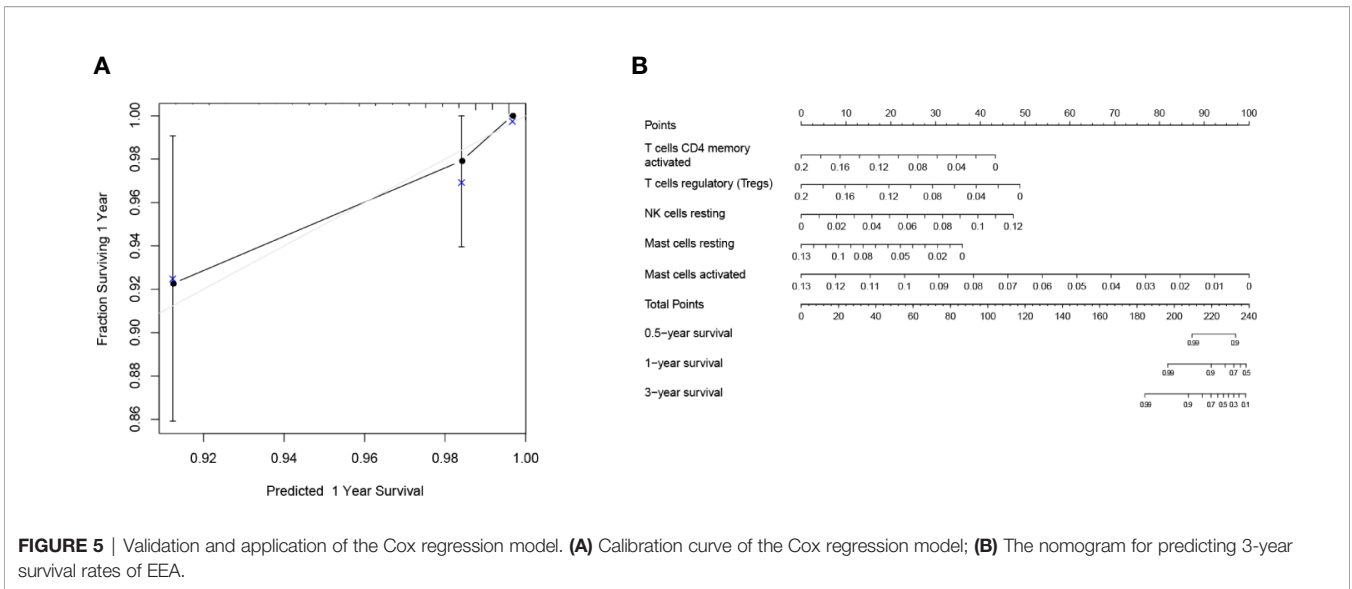 A
B
1.00
0.98
0.96
0.94
0.92
0.90
0.88
0.86
Fraction Surviving 1 Year
0.92 0.94 0.96 0.98 1.00
Predicted 1 Year Survival
0 10 20 30 40 50 60 70 80 90 100
Points
T cells CD4 memory
activated
0.2 0.16 0.12 0.08 0.04 0
T cells regulatory (Tregs)
0.2 0.16 0.12 0.08 0.04 0
NK cells resting
0 0.02 0.04 0.06 0.08 0.1 0.12
Mast cells resting
0.13 0.1 0.08 0.05 0.02 0
Mast cells activated
0.13 0.12 0.11 0.1 0.09 0.08 0.07 0.06 0.05 0.04 0.03 0.02 0.01 0
Total Points
0 20 40 60 80 100 120 140 160 180 200 220 240
0.5−year survival
0.99 0.9
1−year survival
0.99 0.9 0.7 0.5
3−year survival
0.99 0.9 0.7 0.5 0.3 0.1
FIGURE 5 | Validation and application of the Cox regression model. (A) Calibration curve of the Cox regression model; (B) The nomogram for predicting 3-year
survival rates of EEA.